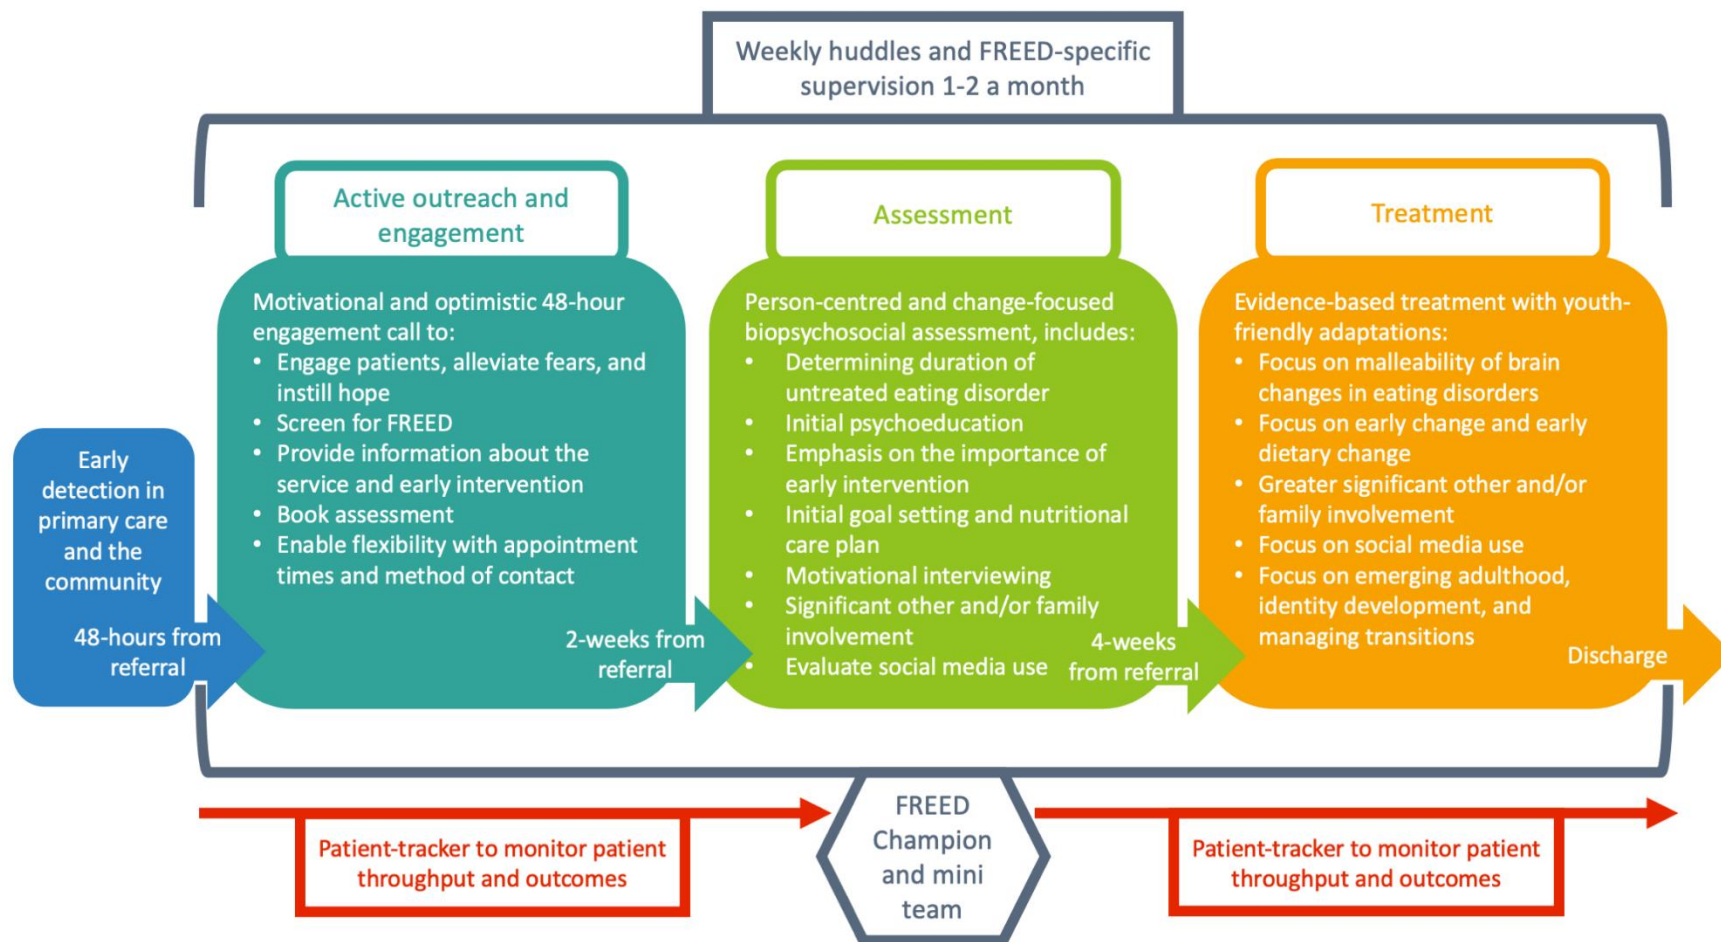 Weekly huddles and FREED-specific
supervision 1-2 a month
Active outreach and
engagement
Assessment
Treatment
Early
detection in
primary care
and the
community
48-hours from
referral
Motivational and optimistic 48-hour
engagement call to:
• Engage patients, alleviate fears, and
instill hope
• Screen for FREED
• Provide information about the
service and early intervention
• Book assessment
• Enable flexibility with appointment
times and method of contact
2-weeks from
referral
Person-centred and change-focused
biopsychosocial assessment, includes:
• Determining duration of
untreated eating disorder
• Initial psychoeducation
• Emphasis on the importance of
early intervention
• Initial goal setting and nutritional
care plan
• Motivational interviewing
• Significant other and/or family
involvement
• Evaluate social media use
4-weeks
from referral
Evidence-based treatment with youth-
friendly adaptations:
• Focus on malleability of brain
changes in eating disorders
• Focus on early change and early
dietary change
• Greater significant other and/or
family involvement
• Focus on social media use
• Focus on emerging adulthood,
identity development, and
managing transitions
Discharge
Patient-tracker to monitor patient
throughput and outcomes
FREED
Champion
and mini
team
Patient-tracker to monitor patient
throughput and outcomes